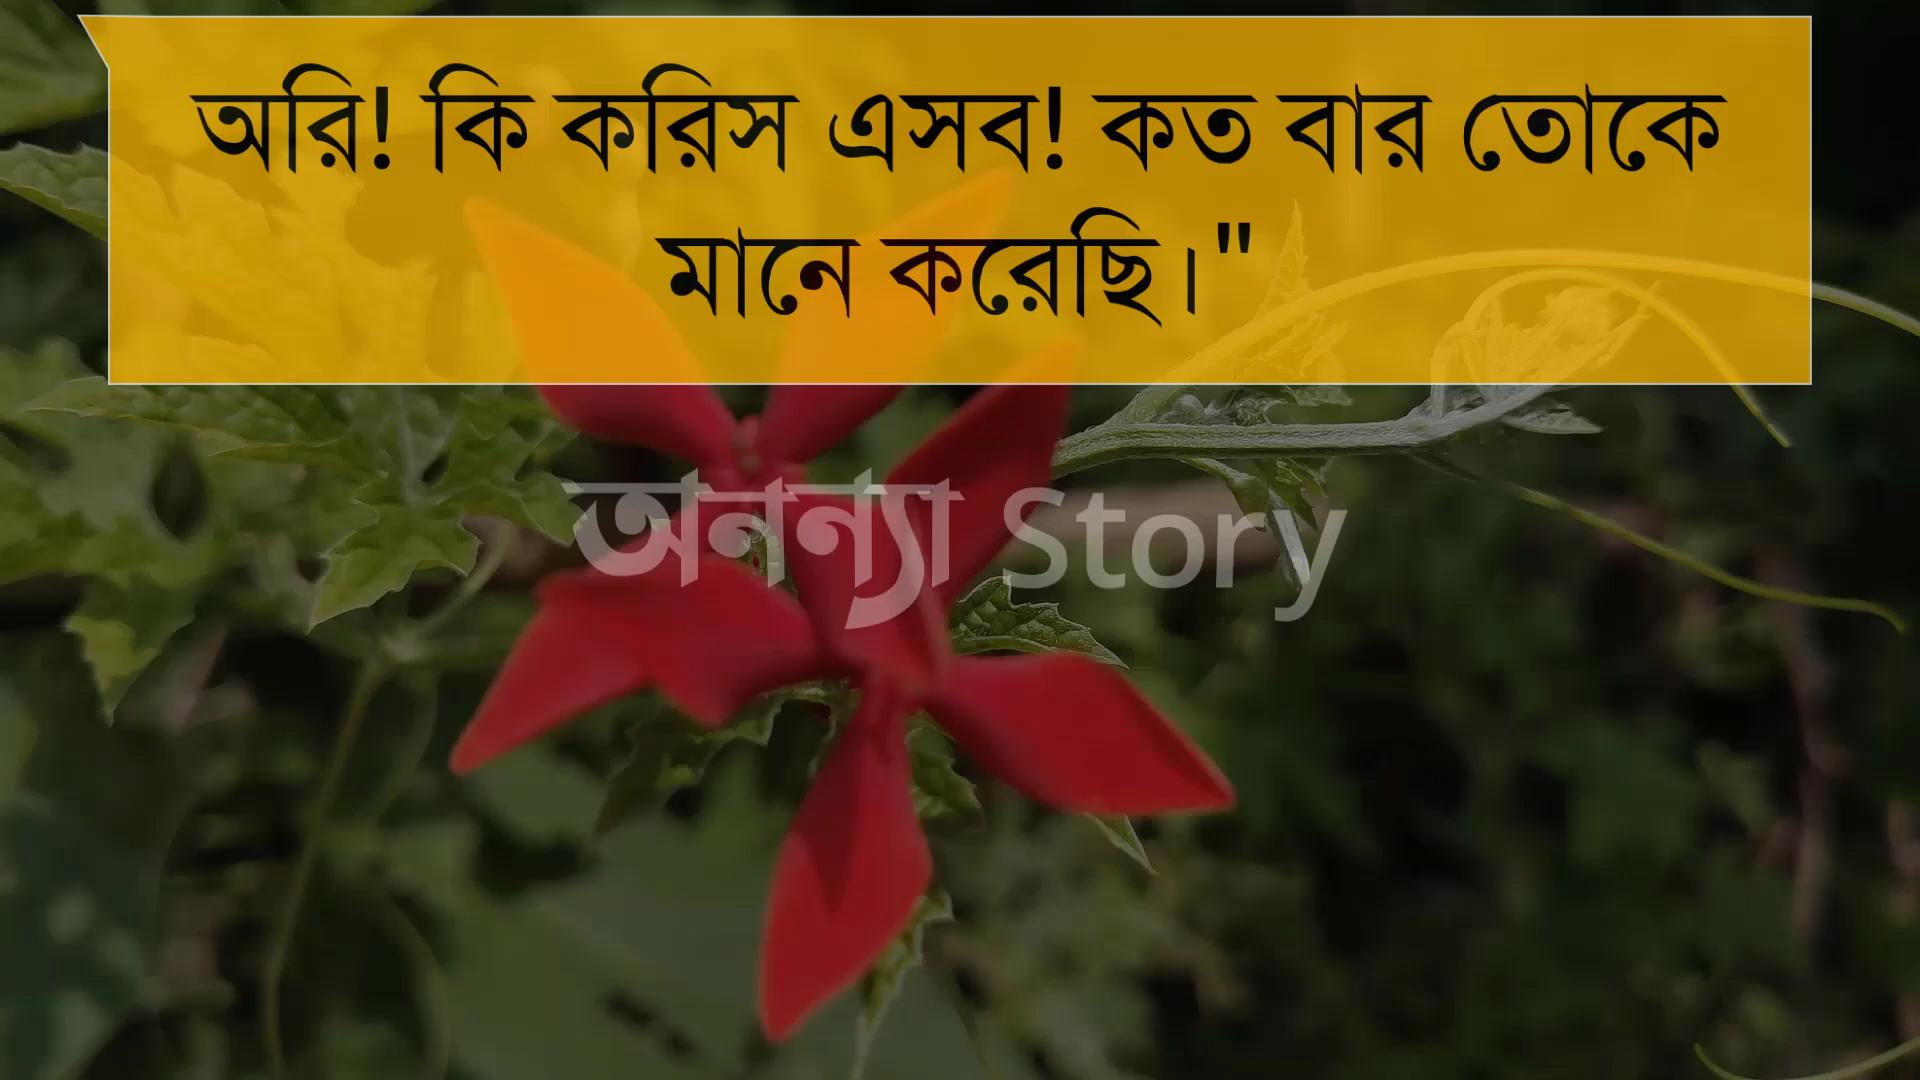 অরি! কি করিস এসব! কত বার তোকে
মানে করেছি।"
অনন্যা Story